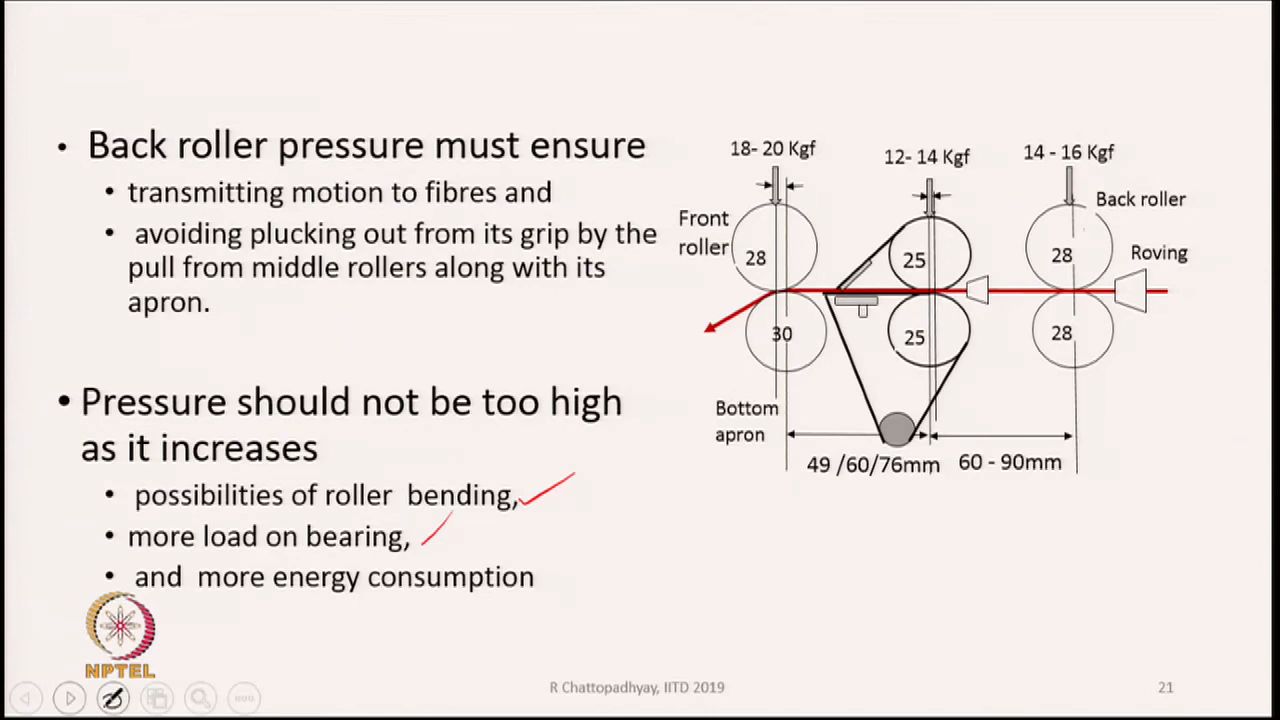 • Back roller pressure must ensure
• transmitting motion to fibres and
• avoiding plucking out from its grip by the
pull from middle rollers along with its
apron.
• Pressure should not be too high
as it increases
• possibilities of roller bending,
• more load on bearing,
• and more energy consumption
18- 20 Kgf
12- 14 Kgf
14 - 16 Kgf
Back roller
Front
roller
Roving
28
25
28
30
25
28
Bottom
apron
49 /60/76mm
60 - 90mm
NPTEL
R Chattopadhyay, IITD 2019
21